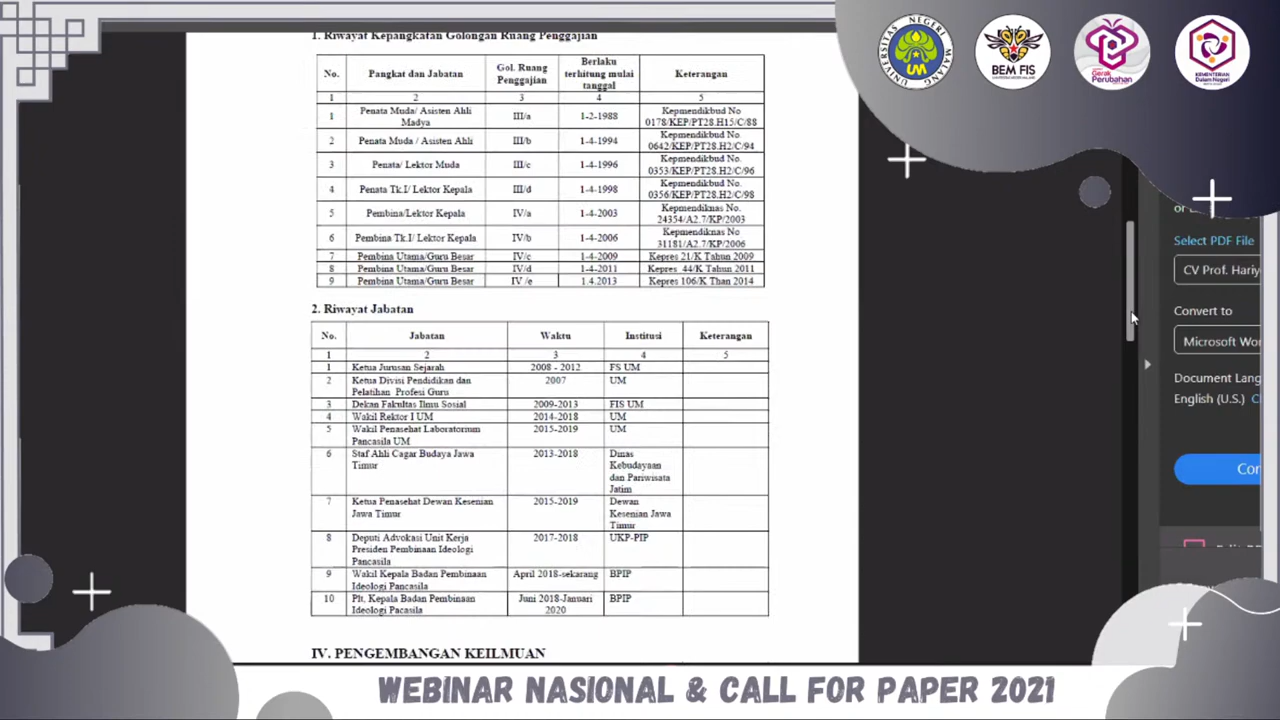 1. Riwayat Kepangkatan Golongan Ruang Penggajian
No. Pangkat dan Jabatan Gol. Ruang Penggajian Berlaku terhitung mulai tanggal Keterangan
1 2 3 4 5
1 Penata Muda/ Asisten Ahli Madya III/a 1-2-1988 Kepmendikbud No 0178/KEP/PT28.H15/C/88
2 Penata Muda / Asisten Ahli III/b 1-4-1994 Kepmendikbud No 0642/KEP/PT28.H2/C/94
3 Penata/ Lektor Muda III/c 1-4-1996 Kepmendikbud No. 0353/KEP/PT28.H2/C/96
4 Penata Tk.I/ Lektor Kepala III/d 1-4-1998 Kepmendikbud No. 0356/KEP/PT28.H2/C/98
5 Pembina/Lektor Kepala IV/a 1-4-2003 Kepmendiknas No. 24354/A2.7/KP/2003
6 Pembina Tk.I/ Lektor Kepala IV/b 1-4-2006 Kepmendiknas No 31181/A2.7/KP/2006
7 Pembina Utama/Guru Besar IV/c 1-4-2009 Kepres 21/K Tahun 2009
8 Pembina Utama/Guru Besar IV/d 1-4-2011 Kepres 44/K Tahun 2011
9 Pembina Utama/Guru Besar IV /e 1.4.2013 Kepres 106/K Than 2014
2. Riwayat Jabatan
No. Jabatan Waktu Institusi Keterangan
1 2 3 4 5
1 Ketua Jurusan Sejarah 2008 - 2012 FS UM
2 Ketua Divisi Pendidikan dan Pelatihan Profesi Guru 2007 UM
3 Dekan Fakultas Ilmu Sosial 2009-2013 FIS UM
4 Wakil Rektor I UM 2014-2018 UM
5 Wakil Penasehat Laboratorium Pancasila UM 2015-2019 UM
6 Staf Ahli Cagar Budaya Jawa Timur 2013-2018 Dinas Kebudayaan dan Pariwisata Jatim
7 Ketua Penasehat Dewan Kesenian Jawa Timur 2015-2019 Dewan Kesenian Jawa Timur
8 Deputi Advokasi Unit Kerja Presiden Pembinaan Ideologi Pancasila 2017-2018 UKP-PIP
9 Wakil Kepala Badan Pembinaan Ideologi Pancasila April 2018-sekarang BPIP
10 Plt. Kepala Badan Pembinaan Ideologi Pacasila Juni 2018-Januari 2020 BPIP
IV. PENGEMBANGAN KEILMUAN
UNIVERSITAS NEGERI MALANG
UM
BEM FIS
Gerak
Perubahan
KEMENTERIAN
Dalam Negeri
Select PDF File
CV Prof. Hariy
Convert to
Microsoft Wor
Document Lang
English (U.S.)
Con
WEBINAR NASIONAL & CALL FOR PAPER 2021